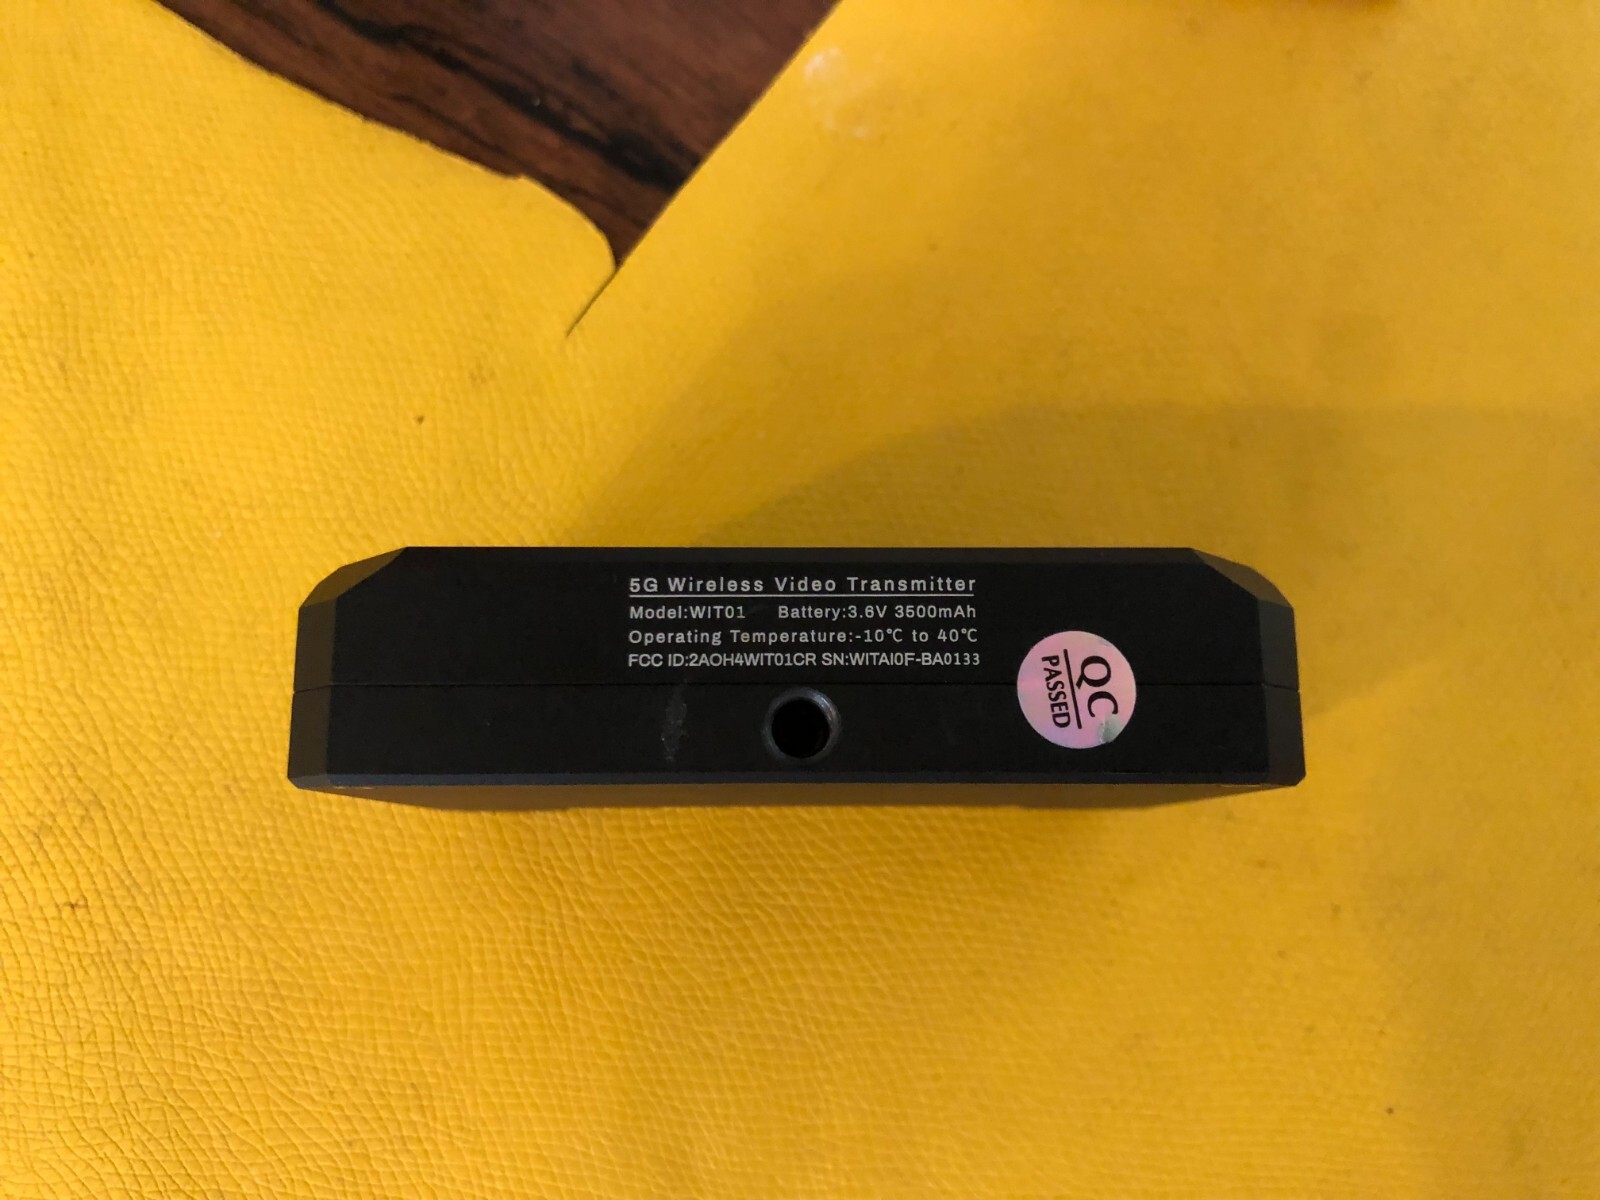 5G Wireless Video Transmitter
Model:WIT01 Battery:3.6V 3500mAh
Operating Temperature:-10℃ to 40℃
FCC ID:2AOH4WIT01CR SN:WITAI0F-BA0133
QC
PASSED